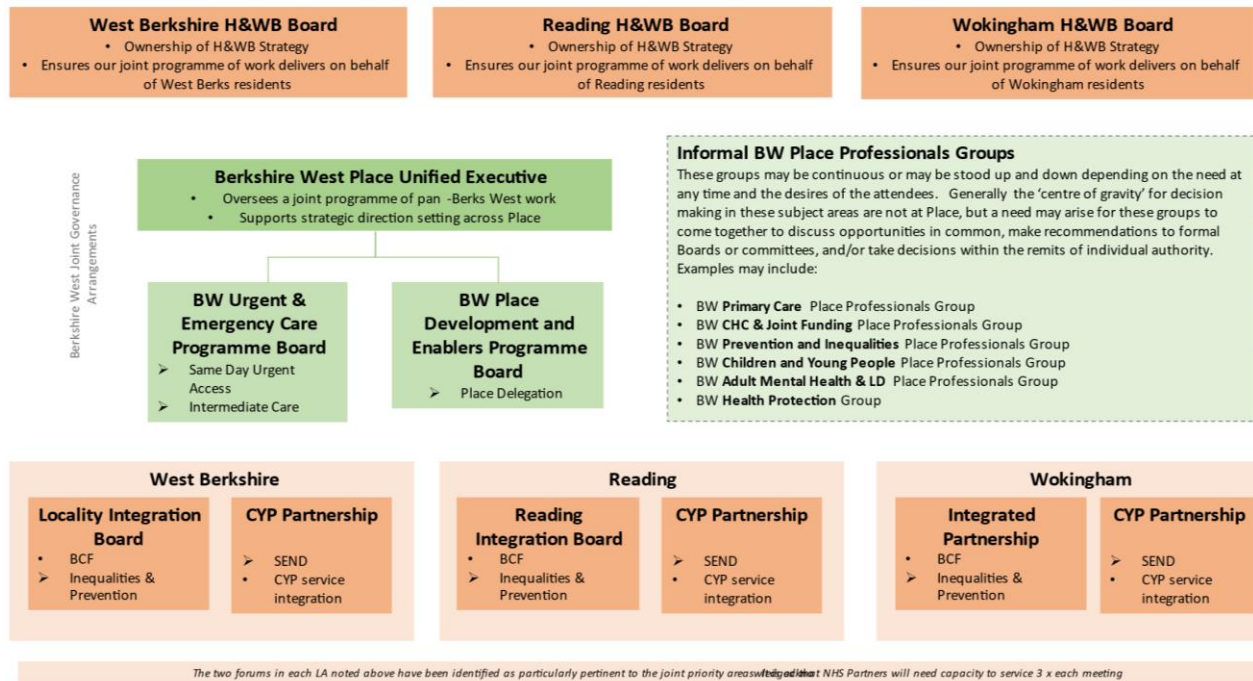 West Berkshire H&WB Board
• Ownership of H&WB Strategy
• Ensures our joint programme of work delivers on behalf
of West Berks residents
Reading H&WB Board
• Ownership of H&WB Strategy
• Ensures our joint programme of work delivers on behalf
of Reading residents
Wokingham H&WB Board
• Ownership of H&WB Strategy
• Ensures our joint programme of work delivers on behalf
of Wokingham residents
Berkshire West Joint Governance
Arrangements
Berkshire West Place Unified Executive
• Oversees a joint programme of pan -Berks West work
• Supports strategic direction setting across Place
BW Urgent &
Emergency Care
Programme Board
➢ Same Day Urgent
Access
➢ Intermediate Care
BW Place
Development and
Enablers Programme
Board
➢ Place Delegation
Informal BW Place Professionals Groups
These groups may be continuous or may be stood up and down depending on the need at
any time and the desires of the attendees. Generally the ‘centre of gravity’ for decision
making in these subject areas are not at Place, but a need may arise for these groups to
come together to discuss opportunities in common, make recommendations to formal
Boards or committees, and/or take decisions within the remits of individual authority.
Examples may include:
• BW Primary Care Place Professionals Group
• BW CHC & Joint Funding Place Professionals Group
• BW Prevention and Inequalities Place Professionals Group
• BW Children and Young People Place Professionals Group
• BW Adult Mental Health & LD Place Professionals Group
• BW Health Protection Group
West Berkshire
Locality Integration
Board
• BCF
➢ Inequalities &
Prevention
CYP Partnership
➢ SEND
• CYP service
integration
Reading
Reading
Integration Board
• BCF
➢ Inequalities &
Prevention
CYP Partnership
➢ SEND
• CYP service
integration
Wokingham
Integrated
Partnership
• BCF
➢ Inequalities &
Prevention
CYP Partnership
➢ SEND
• CYP service
integration
The two forums in each LA noted above have been identified as particularly pertinent to the joint priority areas that NHS Partners will need capacity to service 3 x each meeting